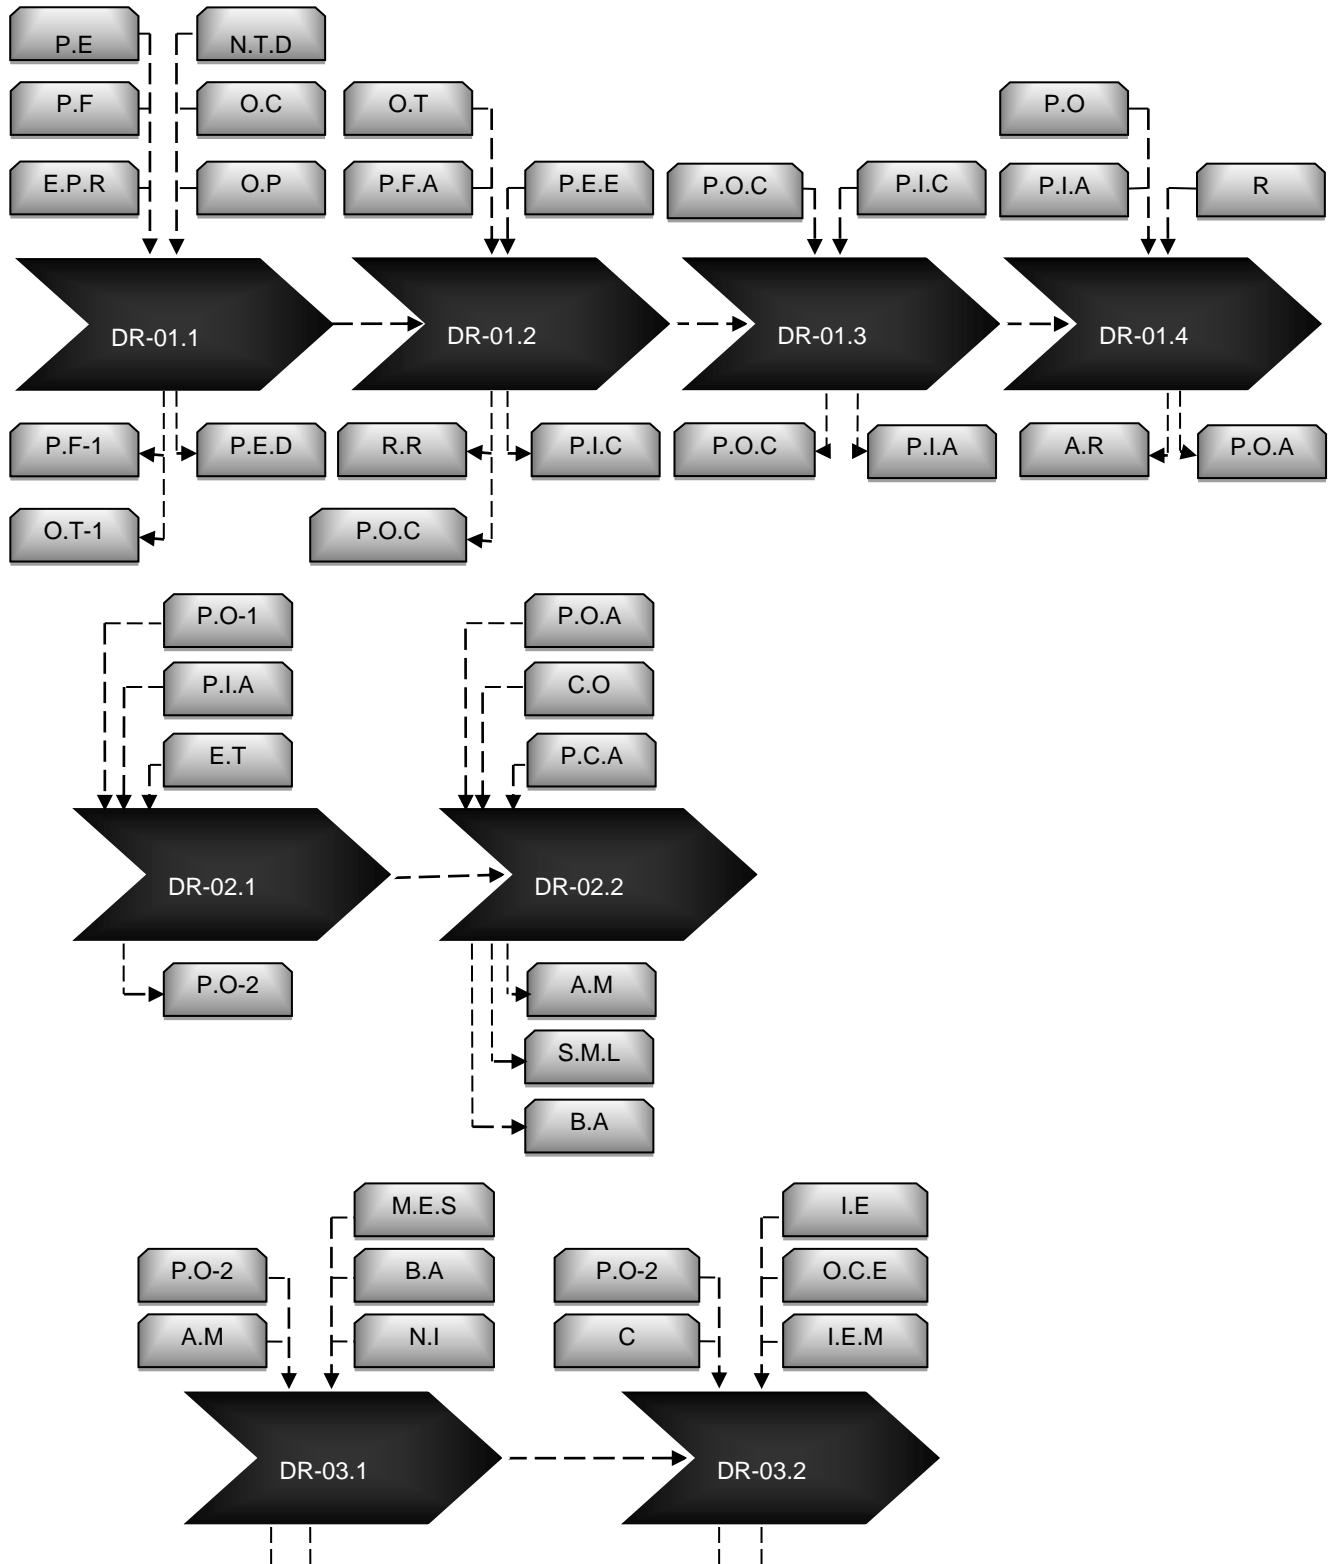 P.E
N.T.D
P.F
O.C
O.T
P.O
E.P.R
O.P
P.F.A
P.E.E
P.O.C
P.I.C
P.I.A
R
DR-01.1
DR-01.2
DR-01.3
DR-01.4
P.F-1
P.E.D
R.R
P.I.C
P.O.C
P.I.A
A.R
P.O.A
O.T-1
P.O.C
P.O-1
P.O.A
P.I.A
C.O
E.T
P.C.A
DR-02.1
DR-02.2
P.O-2
A.M
S.M.L
B.A
M.E.S
I.E
P.O-2
B.A
P.O-2
O.C.E
A.M
N.I
C
I.E.M
DR-03.1
DR-03.2